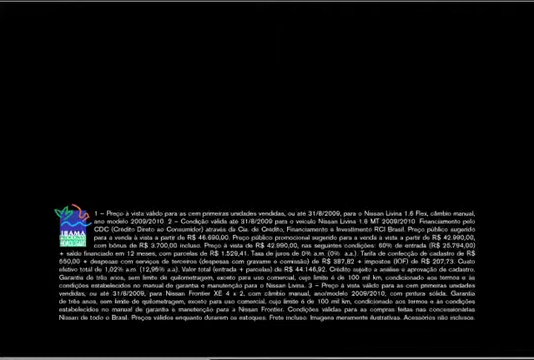 IBAMA
1 – Preço à vista válido para as cem primeiras unidades vendidas, ou até 31/8/2009, para o Nissan Livina 1.6 Flex, câmbio manual,
ano modelo 2009/2010. 2 – Condição válida até 31/8/2009 para o veículo Nissan Livina 1.6 MT 2009/2010. Financiamento pelo
CDC (Crédito Direto ao Consumidor) através da Cia. de Crédito, Financiamento e Investimento RCI Brasil. Preço público sugerido
para a venda à vista a partir de R$ 46.690,00. Preço público promocional sugerido para a venda à vista a partir de R$ 42.990,00,
com bônus de R$ 3.700,00 incluso. Preço à vista de R$ 42.990,00, nas seguintes condições: 60% de entrada (R$ 25.794,00)
+ saldo financiado em 12 meses, com parcelas de R$ 1.529,41. Taxa de juros de 0% a.m. (0% a.a.). Tarifa de confecção de cadastro de R$
550,00 + despesas com serviços de terceiros (despesas com gravame e comissão) de R$ 387,82 + impostos (IOF) de R$ 207,73. Custo
efetivo total de 1,02% a.m. (12,95% a.a.). Valor total (entrada + parcelas) de R$ 44.146,92. Crédito sujeito a análise e aprovação de cadastro.
Garantia de três anos, sem limite de quilometragem, exceto para uso comercial, cujo limite é de 100 mil km, condicionado aos termos e às
condições estabelecidos no manual de garantia e manutenção para o Nissan Livina. 3 – Preço à vista válido para as cem primeiras unidades
vendidas, ou até 31/8/2009, para Nissan Frontier XE 4 x 2, com câmbio manual, ano/modelo 2009/2010, com pintura sólida. Garantia
de três anos, sem limite de quilometragem, exceto para uso comercial, cujo limite é de 100 mil km, condicionado aos termos e às condições
estabelecidos no manual de garantia e manutenção para a Nissan Frontier. Condições válidas para as compras feitas nas concessionárias
Nissan de todo o Brasil. Preços válidos enquanto durarem os estoques. Frete incluso. Imagens meramente ilustrativas. Acessórios não inclusos.